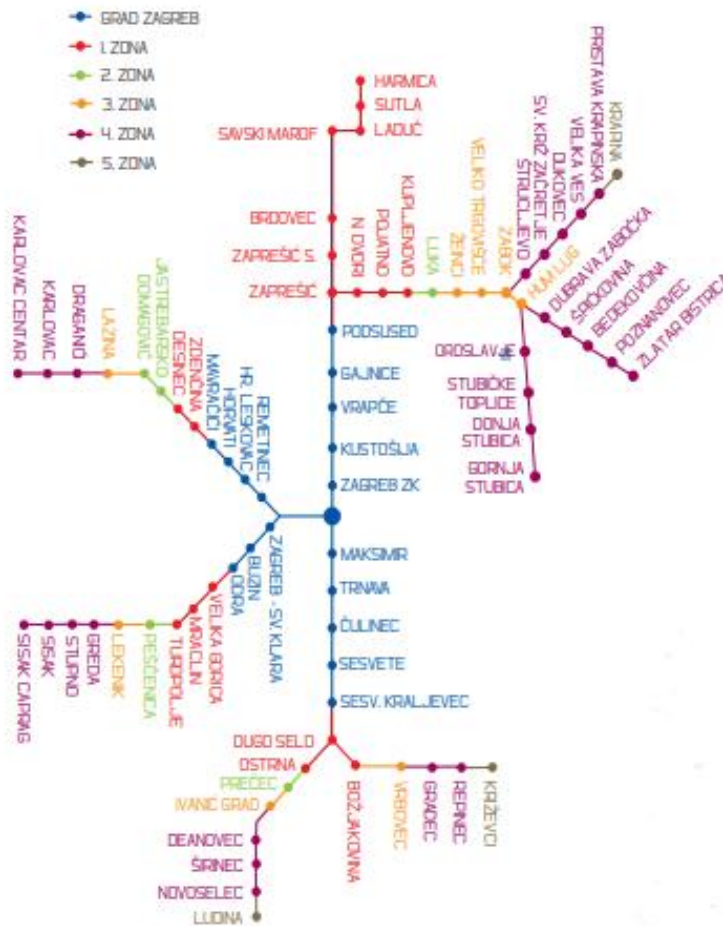 GRAD ZAGREB
1. ZONA
2. ZONA
3. ZONA
4. ZONA
5. ZONA
HARMICA
SUTLA
LADUČ
SAVSKI MAROF
BRDOVEC
ZAPREŠIĆ S.
ZAPREŠIĆ
N DVORI
POJATNO
KUPLJENOVO
LUKA
ŽEINCI
VELIKO TRGOVIŠĆE
ZABOK
ŠTRUCLJEVO
SV. KRIŽ ZAČRETJE
ĐUKOVEC
VELIKA VES
PRISTAVA KRAPINSKA
KRAPINA
HUM LUG
DUBRAVA ZABOČKA
ŠPIČKOVINA
BEDEKOVČINA
POZNANOVEC
ZLATAR BISTRICA
OROSLAVJE
STUBIČKE
TOPLICE
DONJA
STUBICA
GORNJA
STUBICA
PODSUSED
GAJNICE
VRAPČE
KUSTOŠIJA
ZAGREB ZK
MAKSIMIR
TRNAVA
ČULINEC
SESVETE
SESV. KRALJEVEC
KARLOVAC CENTAR
KARLOVAC
DRAGANIĆI
LAZINA
DOMAGOVIĆ
JASTREBARSKO
DESINEC
ZDENČINA
MAVRAČIĆI
HORVATI
HR. LESKOVAC
REMETINEC
ZAGREB - SV. KLARA
BUZIN
ODRA
VELIKA GORICA
MRACLIN
TUROPOLJE
PEŠĆENICA
LEKENIK
GREDA
STUPNO
SISAK
SISAK CAPRAG
DUGO SELO
OSTRNA
PREČEC
IVANIĆ GRAD
DEANOVEC
ŠIRINEC
NOVOSELEC
LUDINA
BOŽJAKOVINA
VRBOVEC
GRADEC
REPINEC
KRIŽEVCI